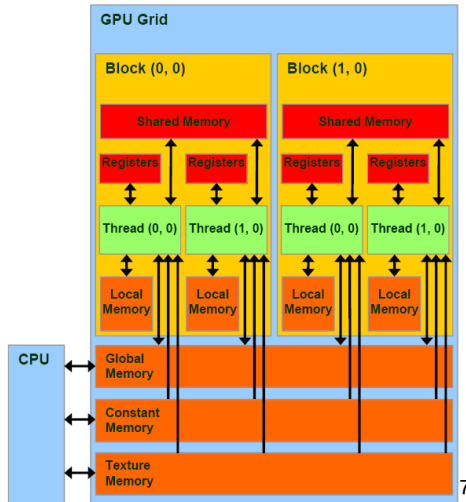 GPU Grid
Block (0, 0)
Block (1, 0)
Shared Memory
Shared Memory
Registers
Registers
Registers
Registers
Thread (0, 0)
Thread (1, 0)
Thread (0, 0)
Thread (1, 0)
Local
Memory
Local
Memory
Local
Memory
Local
Memory
CPU
Global
Memory
Constant
Memory
Texture
Memory